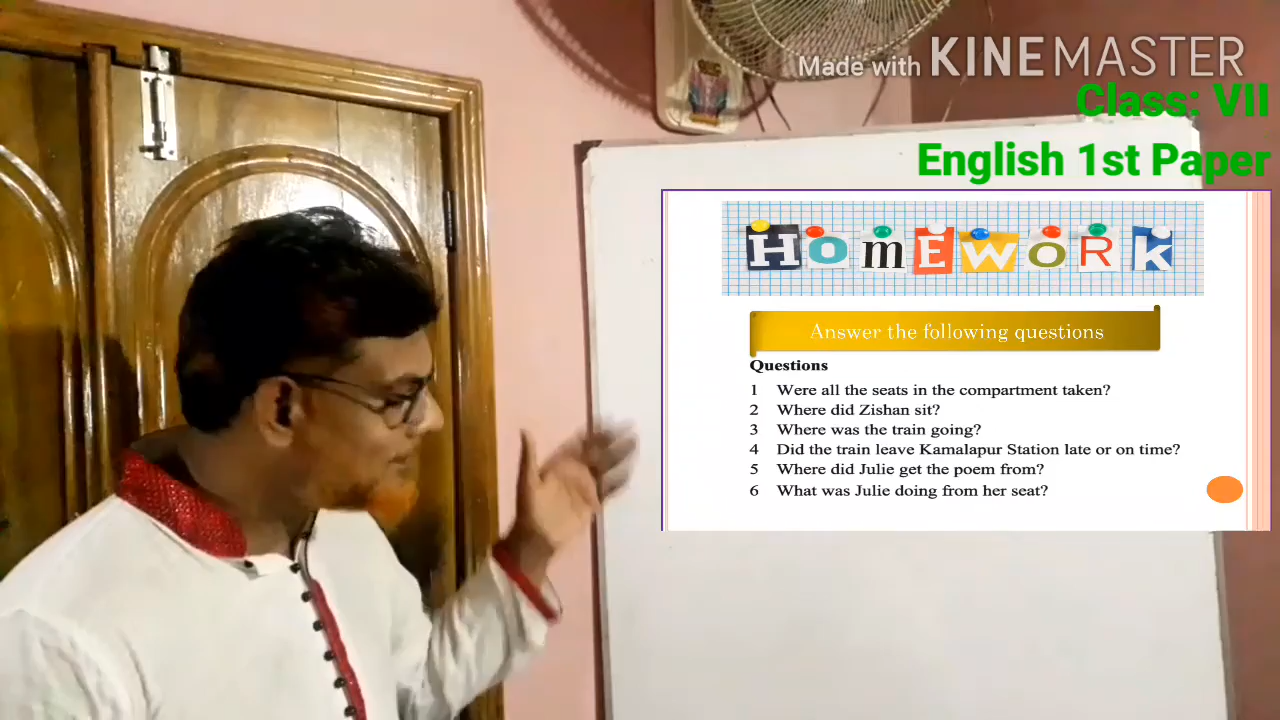 Made with KINEMASTER
Class: VII
English 1st Paper
HOmEwORk
Answer the following questions
Questions
1 Were all the seats in the compartment taken?
2 Where did Zishan sit?
3 Where was the train going?
4 Did the train leave Kamalapur Station late or on time?
5 Where did Julie get the poem from?
6 What was Julie doing from her seat?